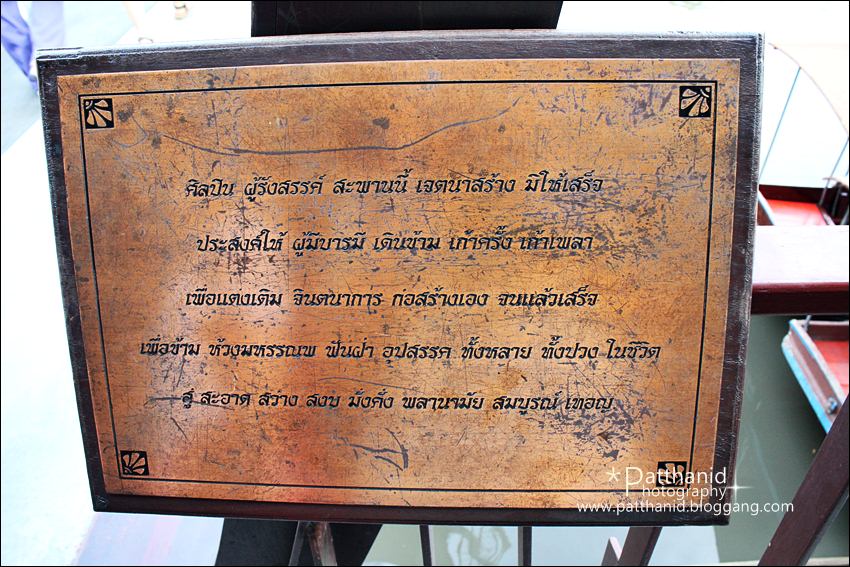 ศิลปิน ผู้รังสรรค์ สะพานนี้ เจตนาสร้าง มิให้เสร็จ
ประสงค์ให้ ผู้มีบารมี เดินข้าม เก้าครั้ง เก้าเพลา
เพื่อแต่งเติม จินตนาการ ก่อสร้างเอง จนแล้วเสร็จ
เพื่อข้าม ห้วงมหรรณพ ฟันฝ่า อุปสรรค ทั้งหลาย ทั้งปวง ในชีวิต
สู่ สะอาด สว่าง สงบ มั่งคั่ง พลานามัย สมบูรณ์ เทอญ
Patthanid
Photography
www.patthanid.bloggang.com